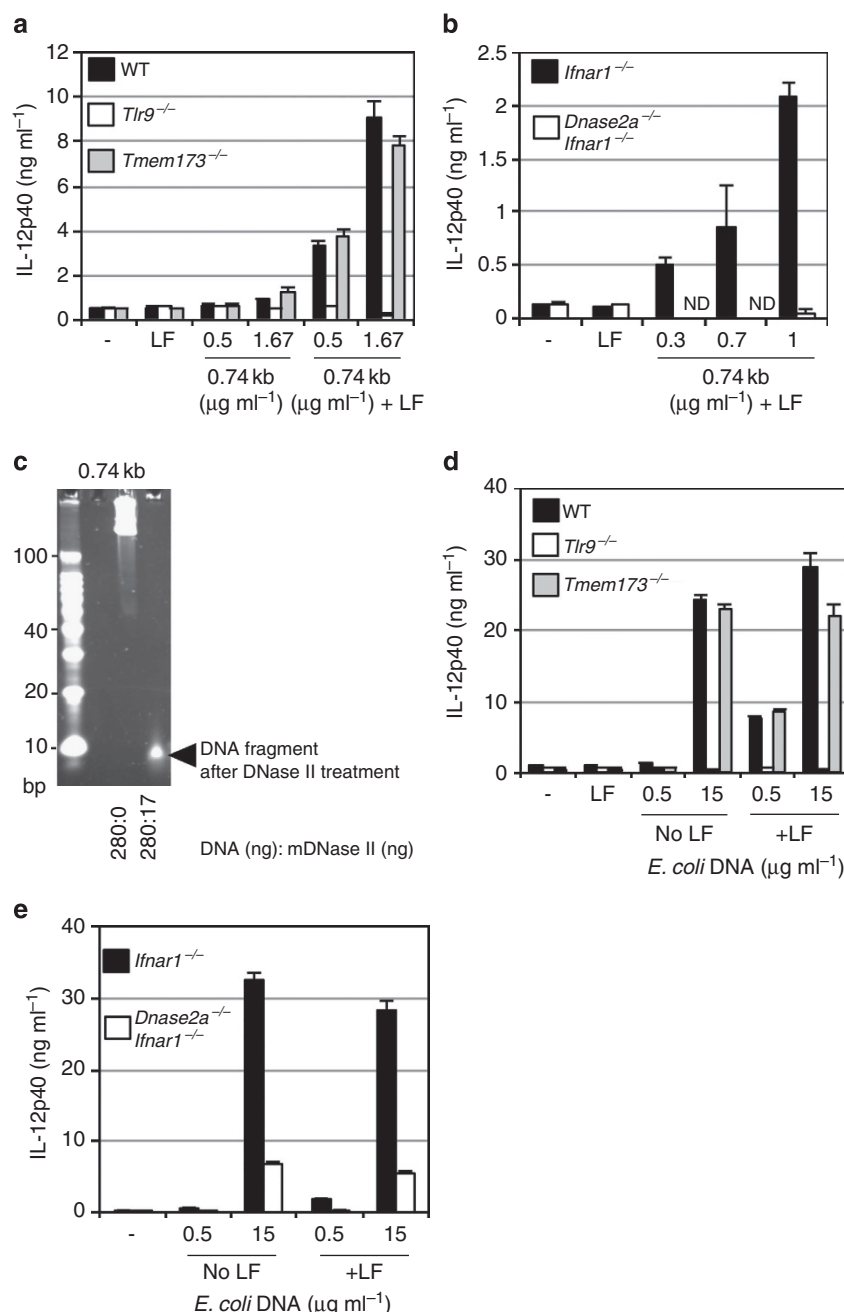 a
12
10
8
6
4
2
0
IL-12p40 (ng ml⁻¹)
WT
Tlr9⁻/⁻
Tmem173⁻/⁻
-
LF
0.5
1.67
0.5
1.67
0.74 kb
(μg ml⁻¹)
0.74 kb
(μg ml⁻¹) + LF
b
2.5
2
1.5
1
0.5
0
IL-12p40 (ng ml⁻¹)
Ifnar1⁻/⁻
Dnase2a⁻/⁻
Ifnar1⁻/⁻
ND
ND
-
LF
0.3
0.7
1
0.74 kb
(μg ml⁻¹) + LF
c
0.74 kb
100
40
20
10
bp
DNA fragment
after DNase II treatment
280:0
280:17
DNA (ng): mDNase II (ng)
d
40
30
20
10
0
IL-12p40 (ng ml⁻¹)
WT
Tlr9⁻/⁻
Tmem173⁻/⁻
-
LF
0.5
15
0.5
15
No LF
+LF
E. coli DNA (μg ml⁻¹)
e
40
30
20
10
0
IL-12p40 (ng ml⁻¹)
Ifnar1⁻/⁻
Dnase2a⁻/⁻
Ifnar1⁻/⁻
-
0.5
15
0.5
15
No LF
+LF
E. coli DNA (μg ml⁻¹)